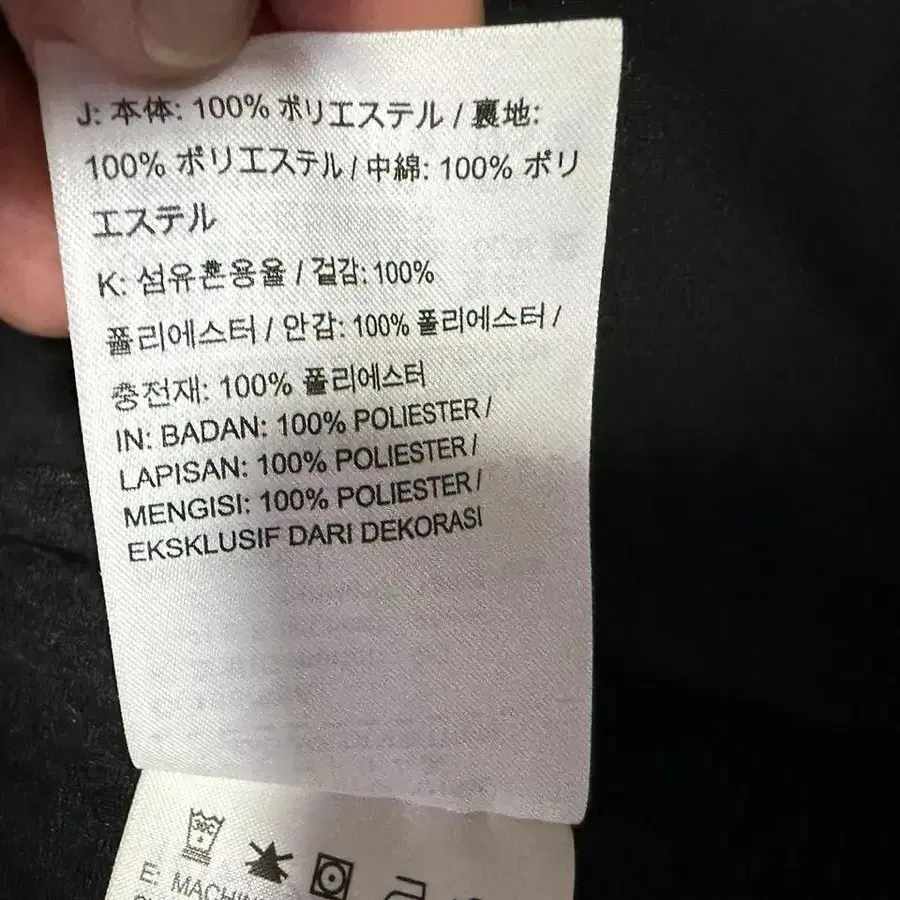 J: 本体: 100% ポリエステル / 裏地:
100% ポリエステル / 中綿: 100% ポリ
エステル
K: 섬유혼용율 / 겉감: 100%
폴리에스터 / 안감: 100% 폴리에스터 /
충전재: 100% 폴리에스터
IN: BADAN: 100% POLIESTER /
LAPISAN: 100% POLIESTER /
MENGISI: 100% POLIESTER /
EKSKLUSIF DARI DEKORASI
30C
E: